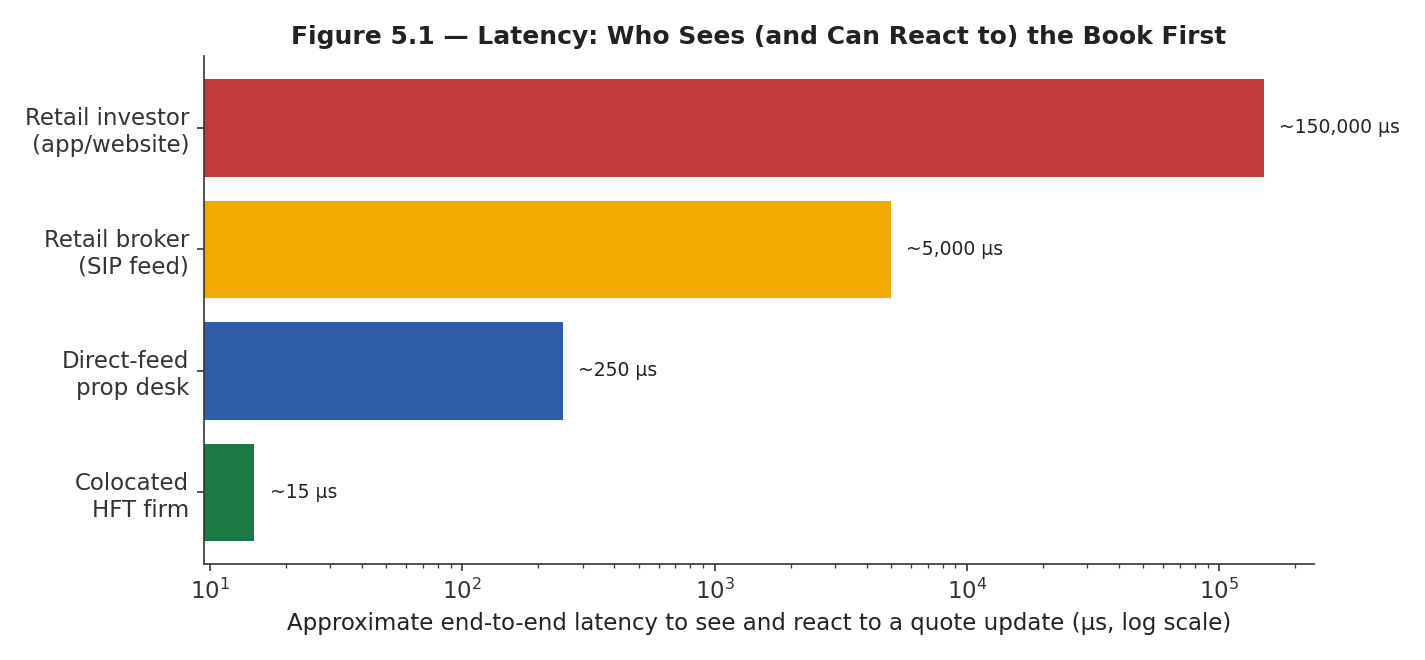 Figure 5.1 — Latency: Who Sees (and Can React to) the Book First
Retail investor
(app/website)
~150,000 µs
Retail broker
(SIP feed)
~5,000 µs
Direct-feed
prop desk
~250 µs
Colocated
HFT firm
~15 µs
10¹ 10² 10³ 10⁴ 10⁵
Approximate end-to-end latency to see and react to a quote update (µs, log scale)